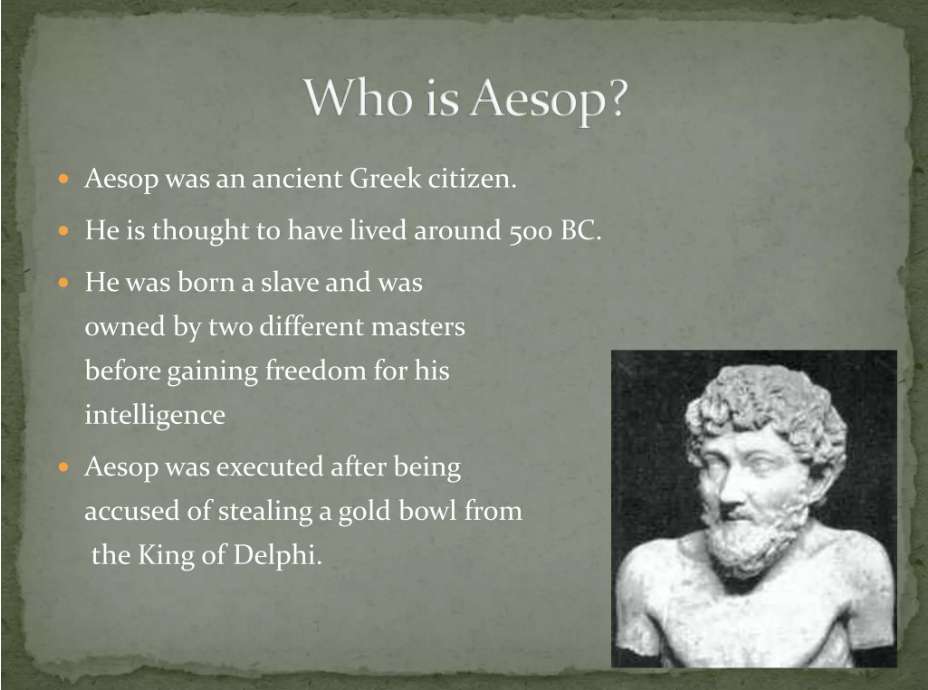 Who is Aesop?
Aesop was an ancient Greek citizen.
He is thought to have lived around 500 BC.
He was born a slave and was
owned by two different masters
before gaining freedom for his
intelligence
Aesop was executed after being
accused of stealing a gold bowl from
the King of Delphi.